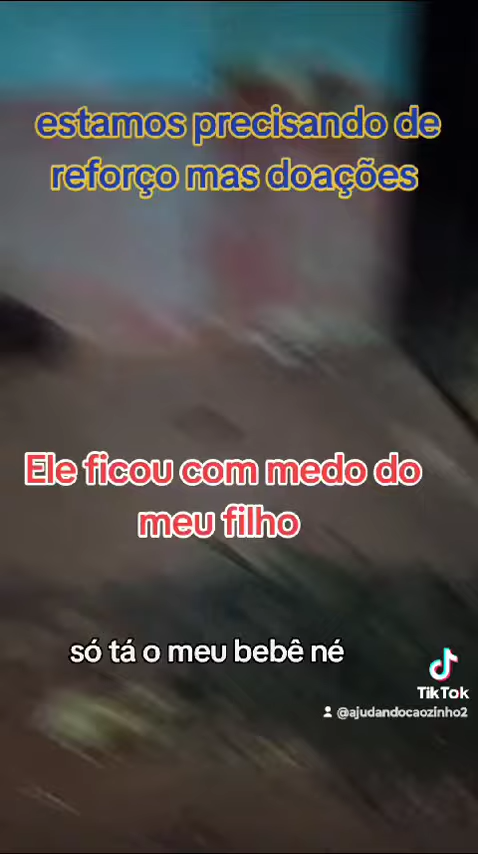 estamos precisando de
reforço mas doações
Ele ficou com medo do
meu filho
só tá o meu bebê né
TikTok
@ajudandocaozinho2